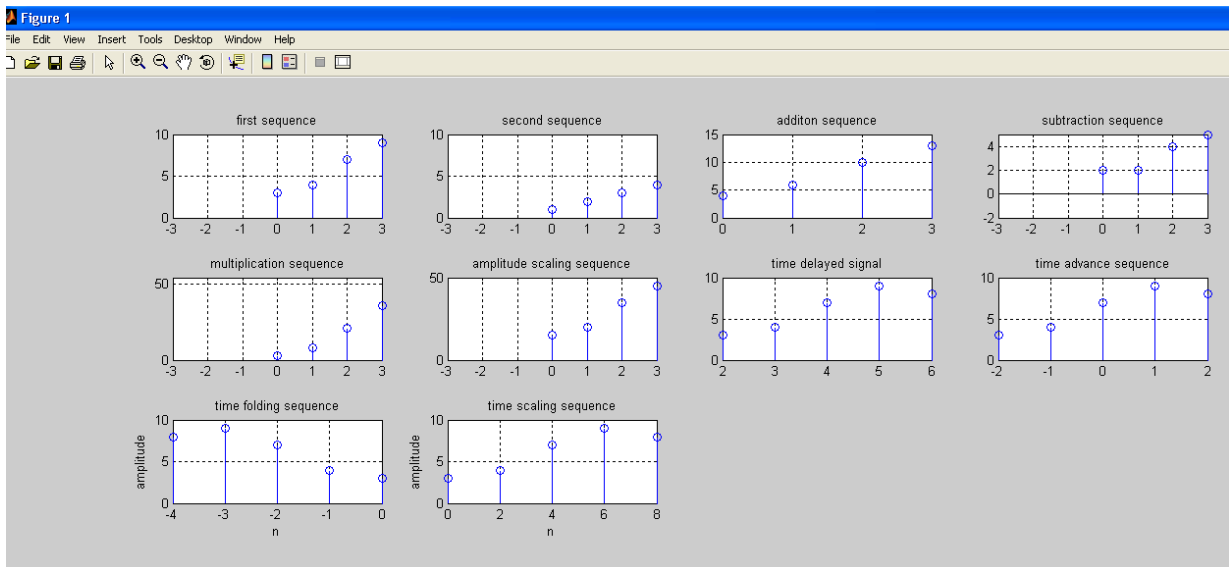 Figure 1
File Edit View Insert Tools Desktop Window Help
first sequence
10
5
0
-3 -2 -1 0 1 2 3
second sequence
10
5
0
-3 -2 -1 0 1 2 3
additon sequence
15
10
5
0
0 1 2 3
subtraction sequence
4
2
0
-2
-3 -2 -1 0 1 2 3
multiplication sequence
50
0
-3 -2 -1 0 1 2 3
amplitude scaling sequence
50
0
-3 -2 -1 0 1 2 3
time delayed signal
10
5
0
2 3 4 5 6
time advance sequence
10
5
0
-2 -1 0 1 2
time folding sequence
amplitude
10
5
0
-4 -3 -2 -1 0
n
time scaling sequence
amplitude
10
5
0
0 2 4 6 8
n